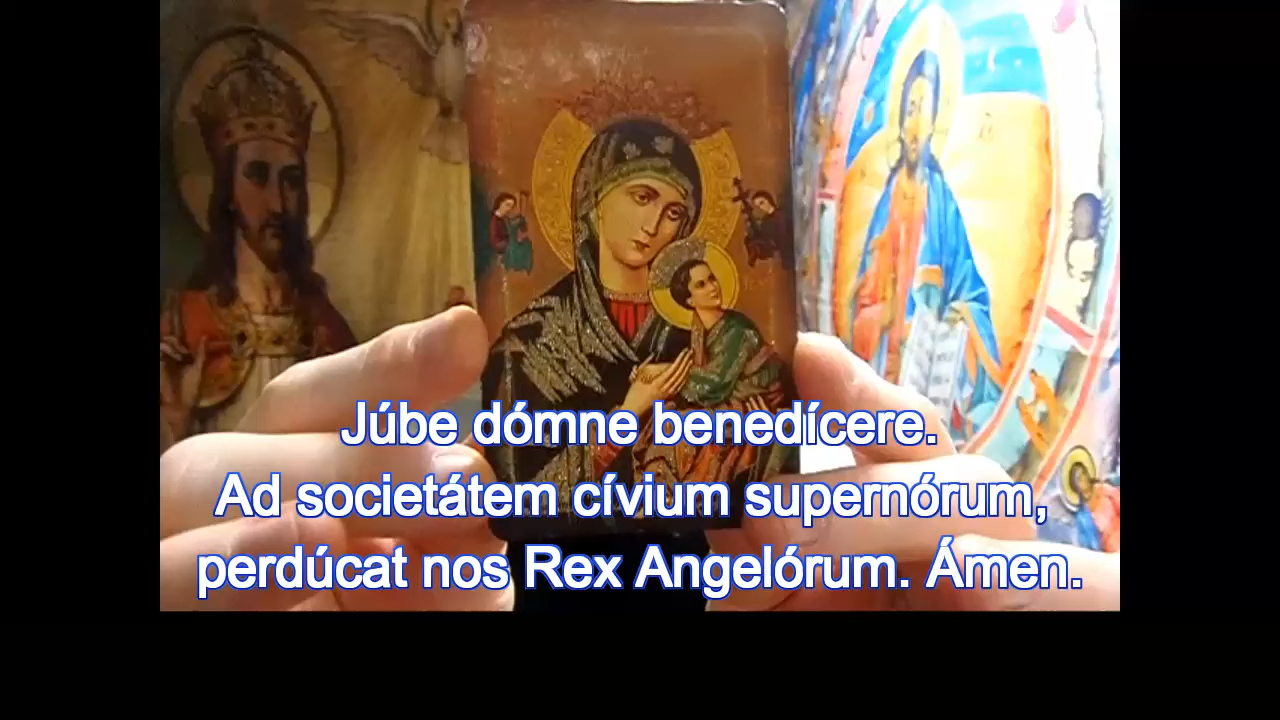 Júbe dómne benedícere.
Ad societátem cívium supernórum,
perdúcat nos Rex Angelórum. Ámen.